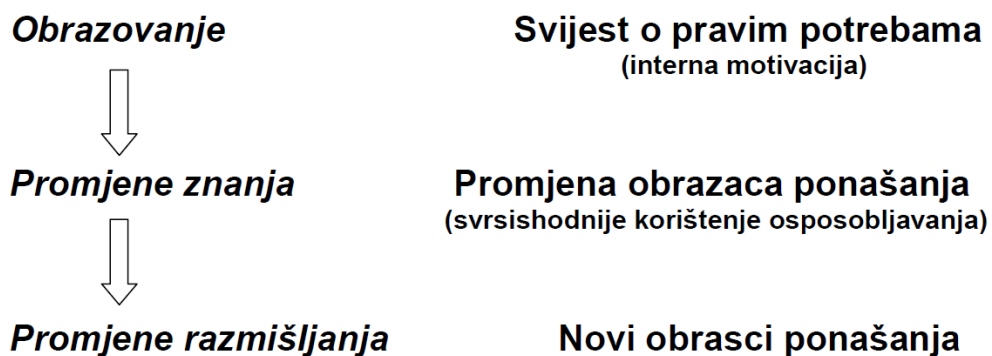 Obrazovanje
Svijest o pravim potrebama
(interna motivacija)
Promjene znanja
Promjena obrazaca ponašanja
(svrsishodnije korištenje osposobljavanja)
Promjene razmišljanja
Novi obrasci ponašanja